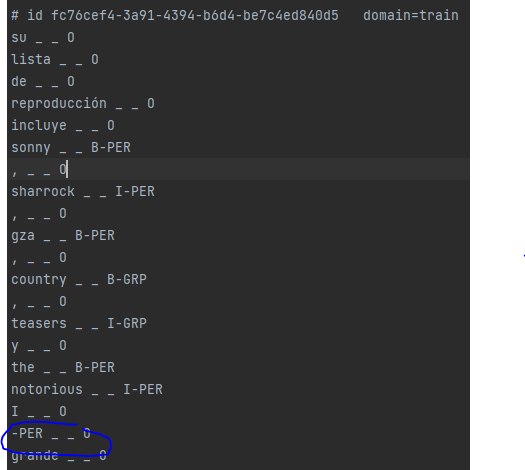 # id fc76cef4-3a91-4394-b6d4-be7c4ed840d5 domain=train
su _ _ O
lista _ _ O
de _ _ O
reproducción _ _ O
incluye _ _ O
sonny _ _ B-PER
, _ _ O
sharrock _ _ I-PER
, _ _ O
gza _ _ B-PER
, _ _ O
country _ _ B-GRP
, _ _ O
teasers _ _ I-GRP
y _ _ O
the _ _ B-PER
notorious _ _ I-PER
I _ _ O
-PER _ _ O
grande _ _ O